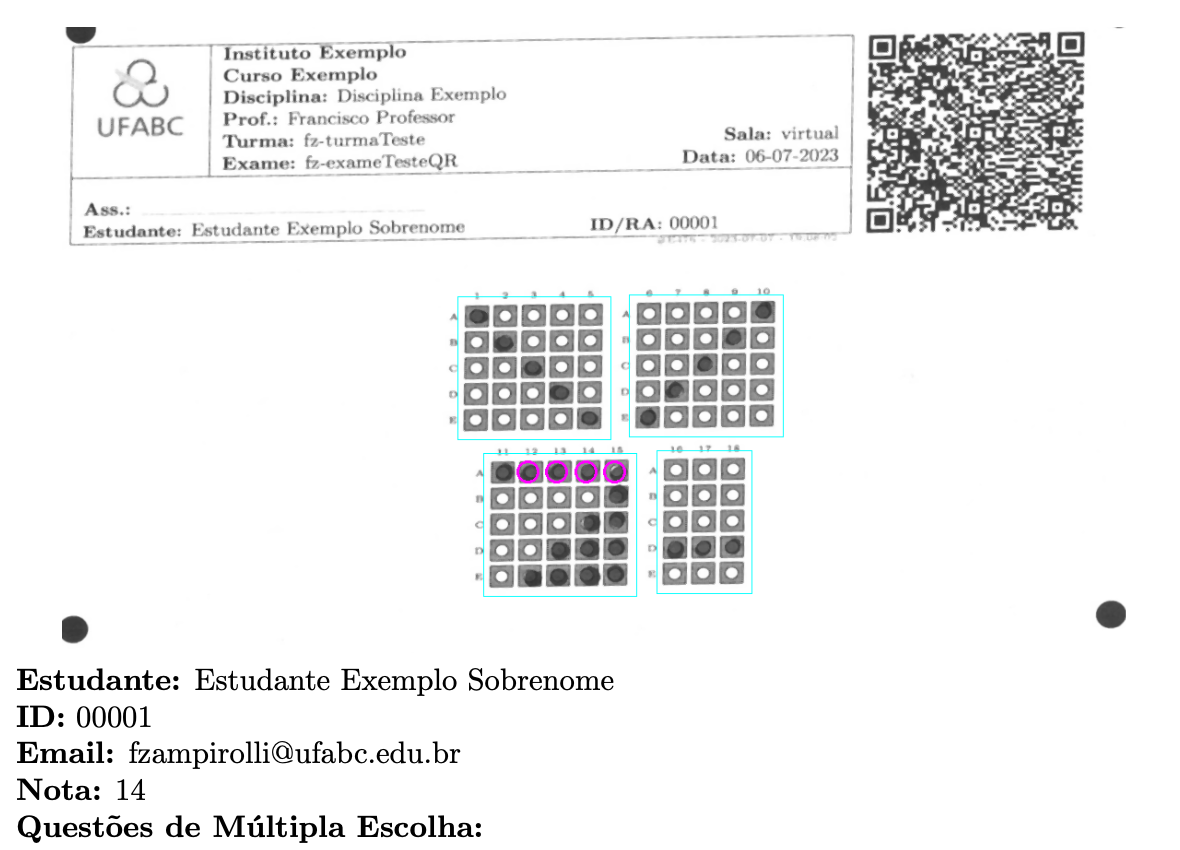 Instituto Exemplo
Curso Exemplo
Disciplina: Disciplina Exemplo
Prof.: Francisco Professor
Turma: fz-turmaTeste
Exame: fz-exameTesteQR
UFABC
Sala: virtual
Data: 06-07-2023
Ass.:
Estudante: Estudante Exemplo Sobrenome
ID/RA: 00001
1 2 3 4 5
A
B
C
D
E
6 7 8 9 10
A
B
C
D
E
11 12 13 14 15
A
B
C
D
E
16 17 18
A
B
C
D
E
Estudante: Estudante Exemplo Sobrenome
ID: 00001
Email: fzampirolli@ufabc.edu.br
Nota: 14
Questões de Múltipla Escolha: